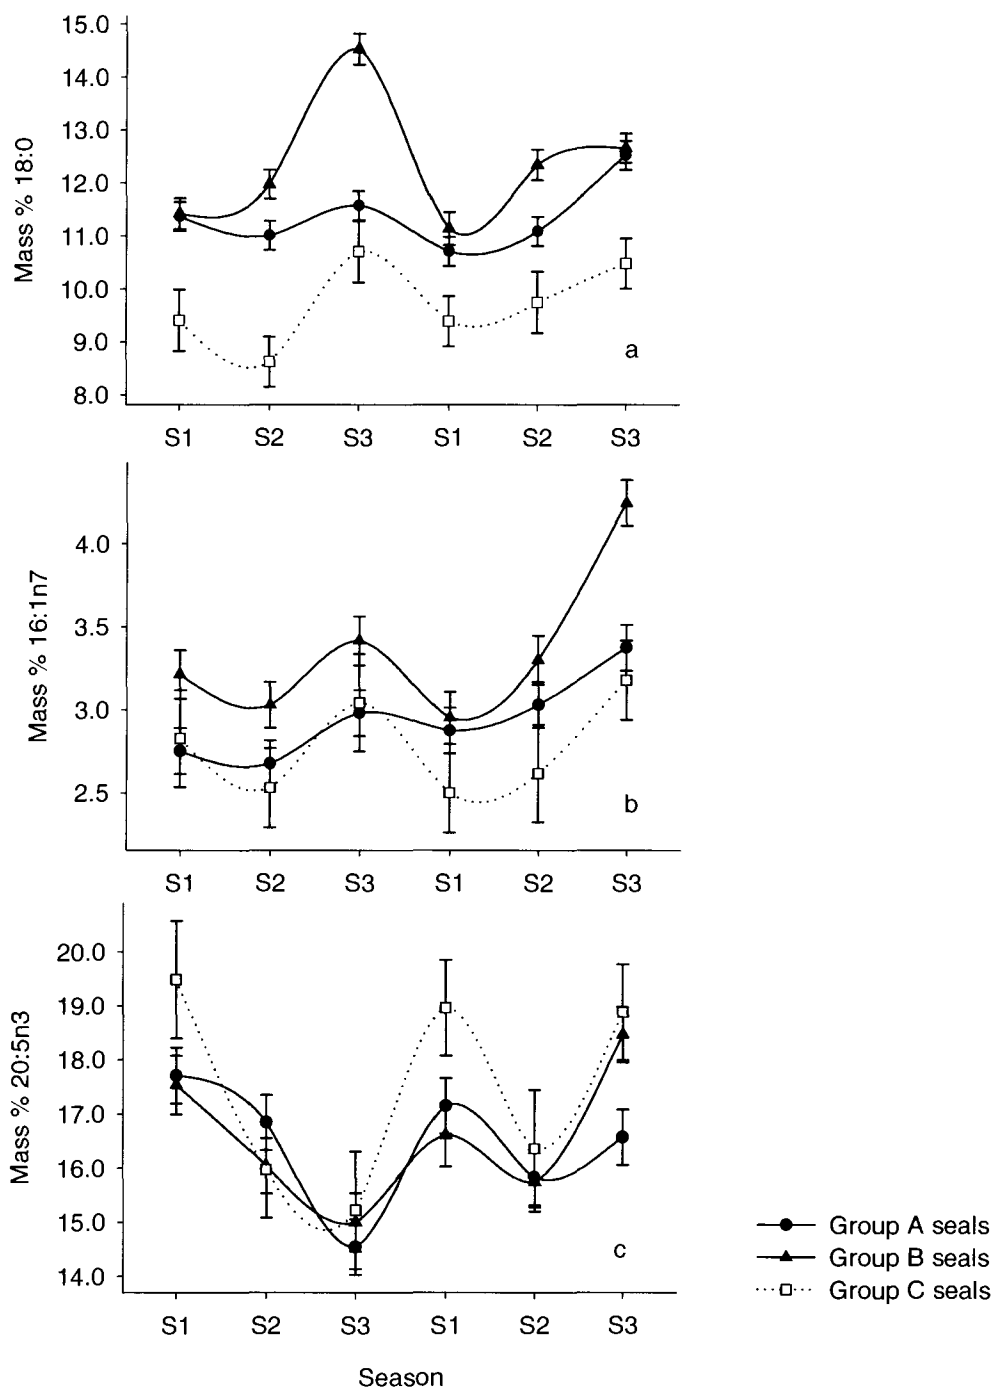 15.0
14.0
13.0
12.0
11.0
10.0
9.0
8.0
Mass % 18:0
a
S1 S2 S3 S1 S2 S3
4.0
3.5
3.0
2.5
Mass % 16:1n7
b
S1 S2 S3 S1 S2 S3
20.0
19.0
18.0
17.0
16.0
15.0
14.0
Mass % 20:5n3
c
S1 S2 S3 S1 S2 S3
Season
Group A seals
Group B seals
Group C seals